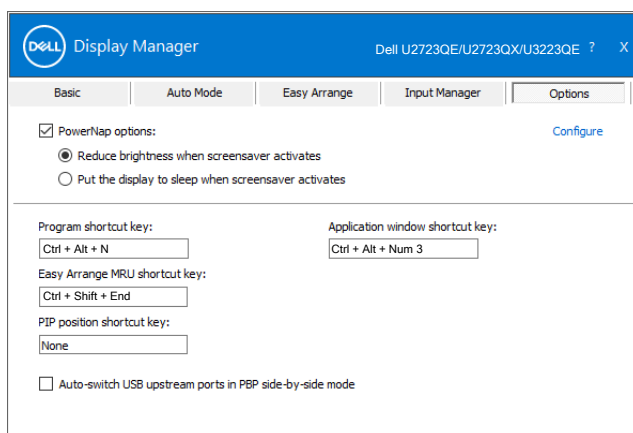 DELL Display Manager Dell U2723QE/U2723QX/U3223QE ? X
Basic Auto Mode Easy Arrange Input Manager Options
PowerNap options: Configure
Reduce brightness when screensaver activates
Put the display to sleep when screensaver activates
Program shortcut key: Application window shortcut key:
Ctrl + Alt + N Ctrl + Alt + Num 3
Easy Arrange MRU shortcut key:
Ctrl + Shift + End
PIP position shortcut key:
None
Auto-switch USB upstream ports in PBP side-by-side mode